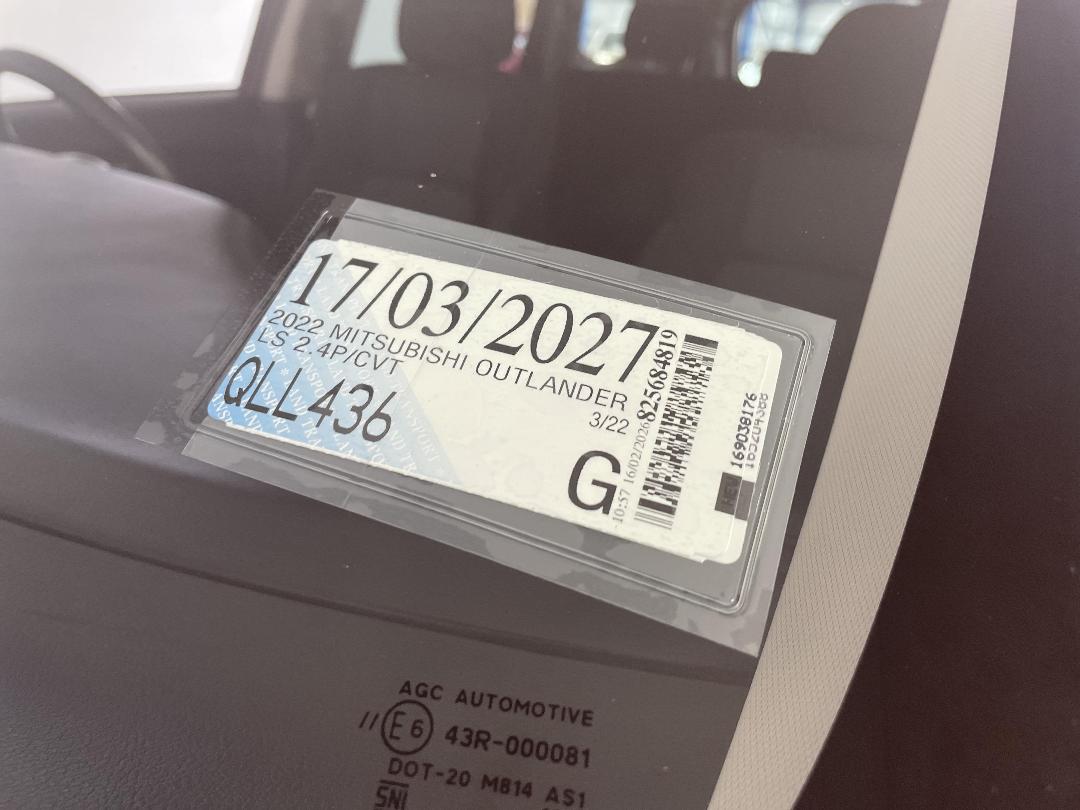 17/03/2027
2022 MITSUBISHI OUTLANDER
LS 2.4P/CVT
3/22
QLL436
G
10:57 16/02/2026
825684819
169038176
AGC AUTOMOTIVE
//
E6
43R-000081
DOT-20 M814 AS1
SNI